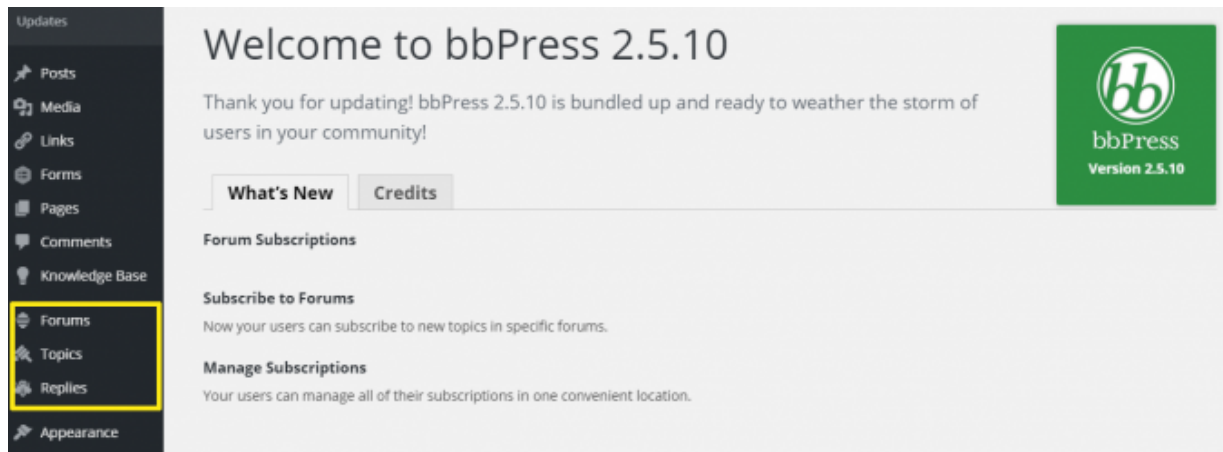 Updates
Posts
Media
Links
Forms
Pages
Comments
Knowledge Base
Forums
Topics
Replies
Appearance
Welcome to bbPress 2.5.10
Thank you for updating! bbPress 2.5.10 is bundled up and ready to weather the storm of
users in your community!
What's New
Credits
Forum Subscriptions
Subscribe to Forums
Now your users can subscribe to new topics in specific forums.
Manage Subscriptions
Your users can manage all of their subscriptions in one convenient location.
bb
bbPress
Version 2.5.10